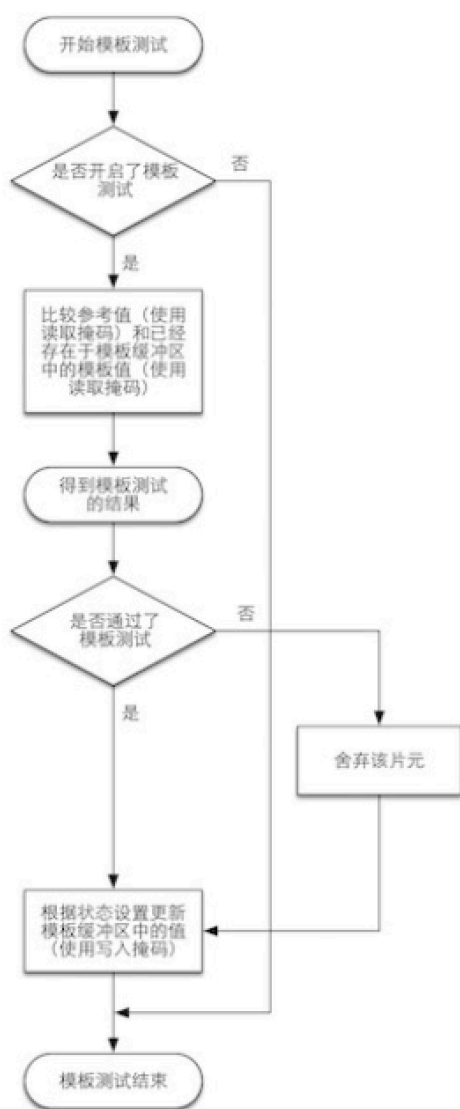 开始模板测试
是否开启了模板
测试
否
是
比较参考值（使用
读取掩码）和已经
存在于模板缓冲区
中的模板值（使用
读取掩码）
得到模板测试
的结果
是否通过了
模板测试
否
是
舍弃该片元
根据状态设置更新
模板缓冲区中的值
（使用写入掩码）
模板测试结束